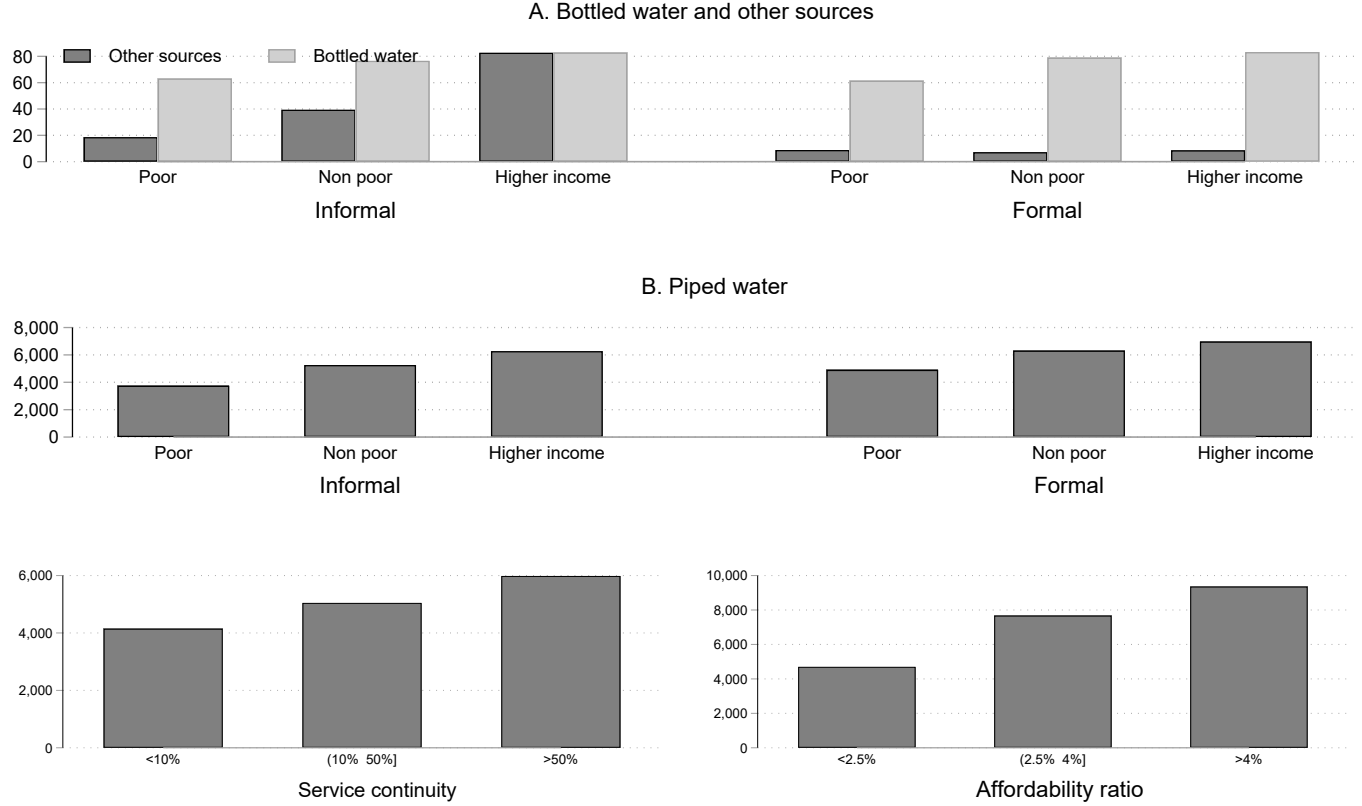 A. Bottled water and other sources
80
60
40
20
0
Other sources
Bottled water
Poor
Non poor
Higher income
Poor
Non poor
Higher income
Informal
Formal
B. Piped water
8,000
6,000
4,000
2,000
0
Poor
Non poor
Higher income
Poor
Non poor
Higher income
Informal
Formal
6,000
4,000
2,000
0
<10%
(10% 50%]
>50%
Service continuity
10,000
8,000
6,000
4,000
2,000
0
<2.5%
(2.5% 4%]
>4%
Affordability ratio